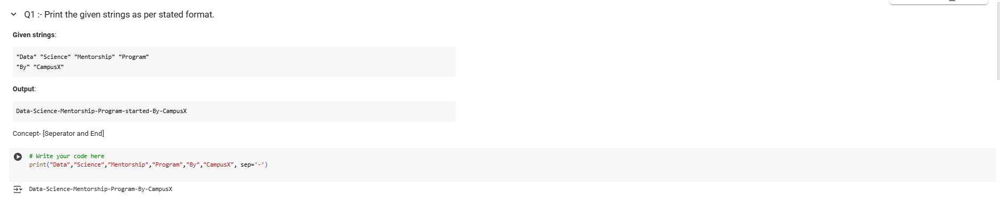 Q1 :- Print the given strings as per stated format.
Given strings:
"Data" "Science" "Mentorship" "Program"
"By" "CampusX"
Output:
Data-Science-Mentorship-Program-started-By-CampusX
Concept- [Seperator and End]
# Write your code here
print("Data","Science","Mentorship","Program","By","CampusX", sep='-')
Data-Science-Mentorship-Program-By-CampusX